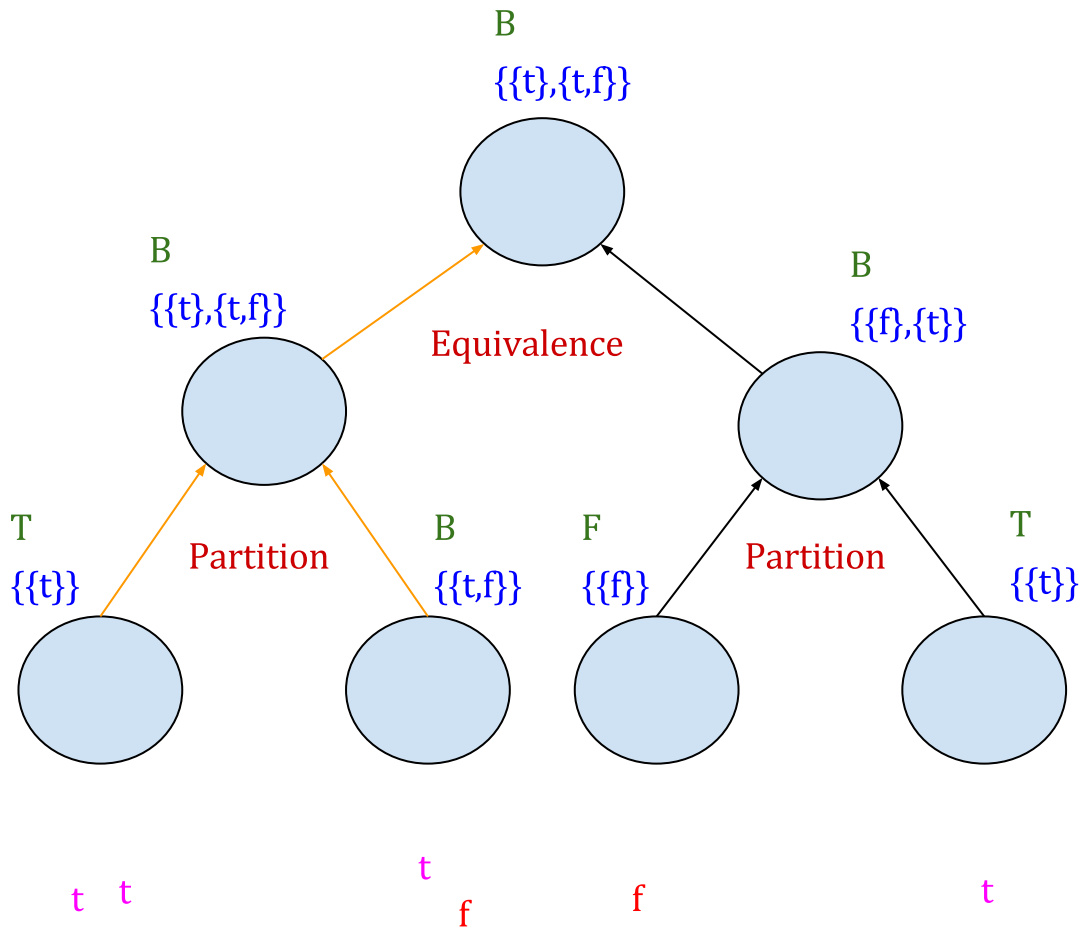 B
{{t},{t,f}}
B
{{t},{t,f}}
B
{{f},{t}}
Equivalence
T
{{t}}
Partition
B
{{t,f}}
F
{{f}}
Partition
T
{{t}}
t t
t
f
f
t